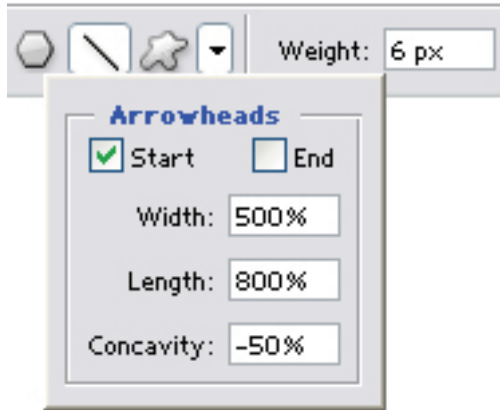 Weight: 6 px
Arrowheads
Start End
Width: 500%
Length: 800%
Concavity: -50%